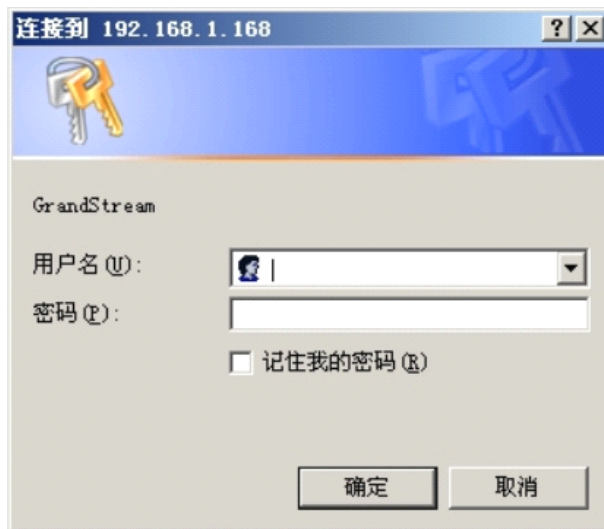 连接到 192.168.1.168
GrandStream
用户名(U):
密码(P):
记住我的密码(R)
确定 取消